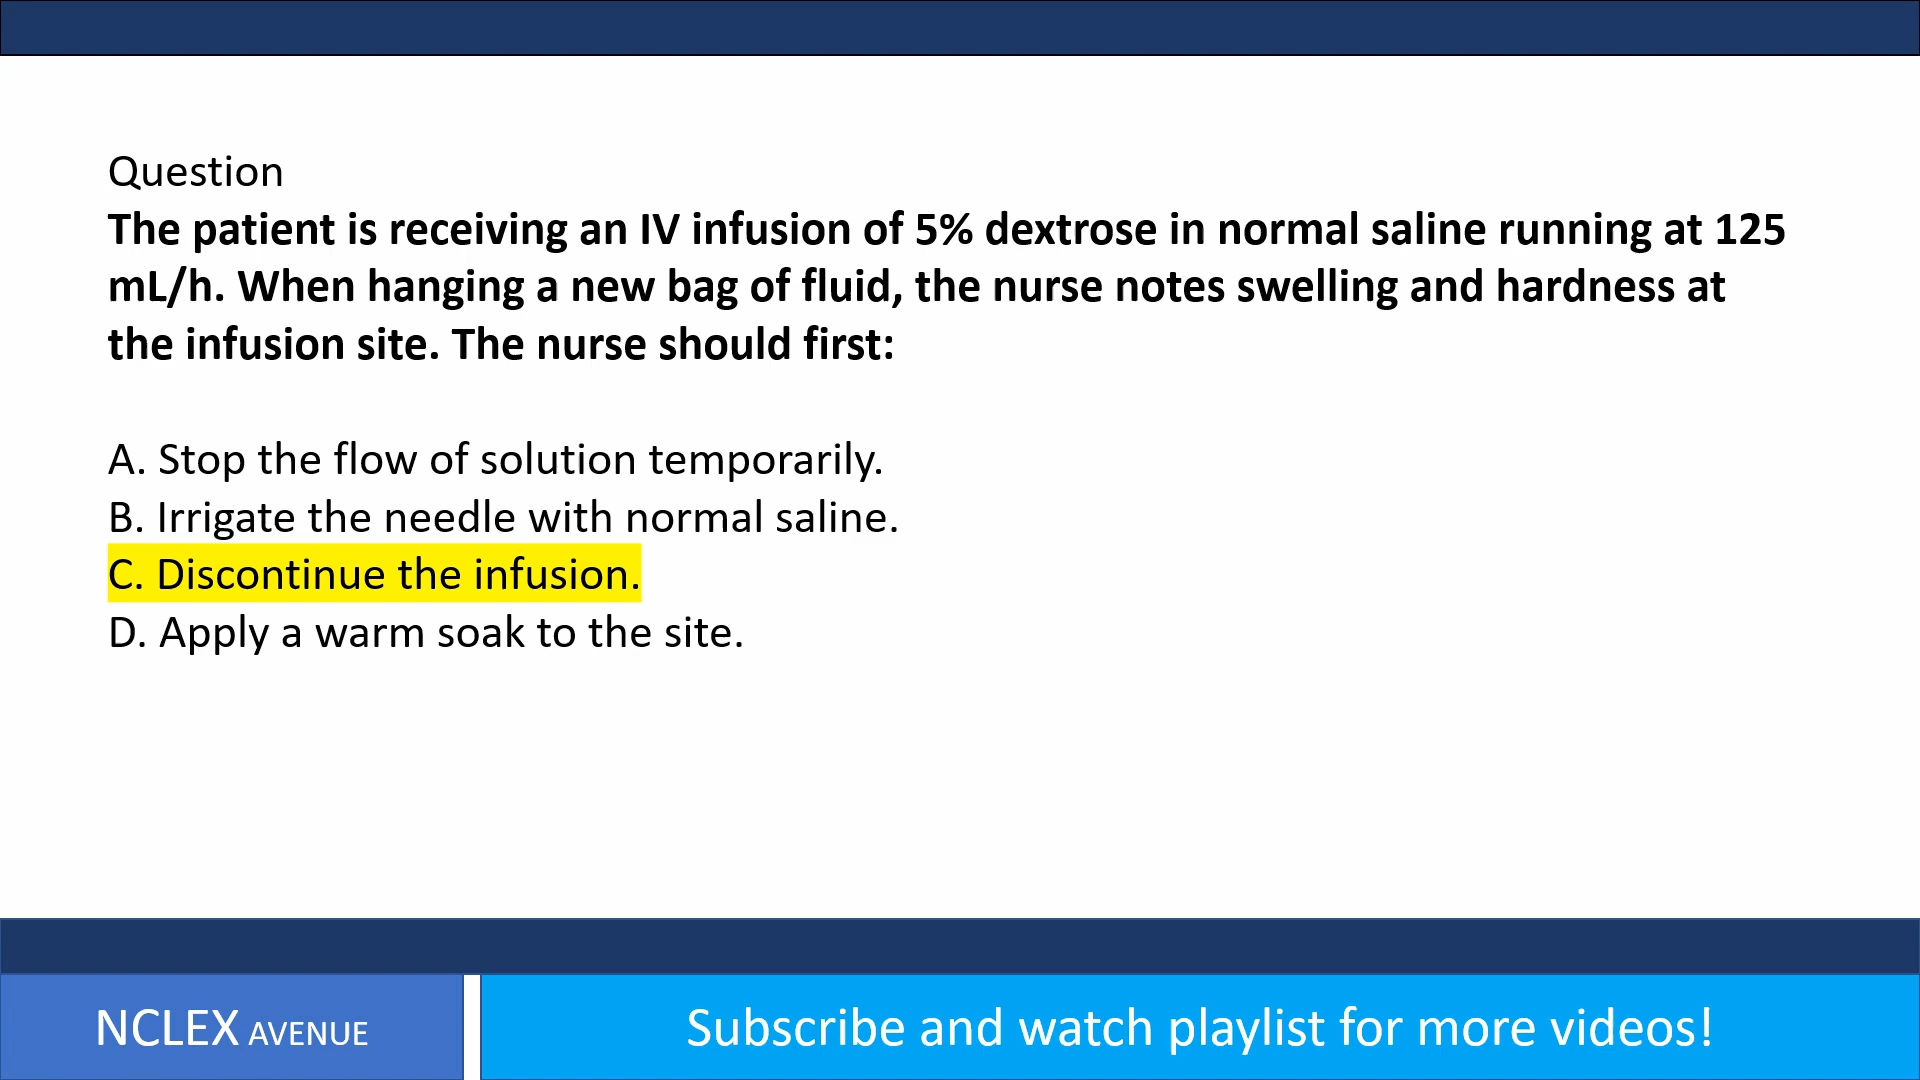 Question
The patient is receiving an IV infusion of 5% dextrose in normal saline running at 125
mL/h. When hanging a new bag of fluid, the nurse notes swelling and hardness at
the infusion site. The nurse should first:
A. Stop the flow of solution temporarily.
B. Irrigate the needle with normal saline.
C. Discontinue the infusion.
D. Apply a warm soak to the site.
NCLEX AVENUE
Subscribe and watch playlist for more videos!